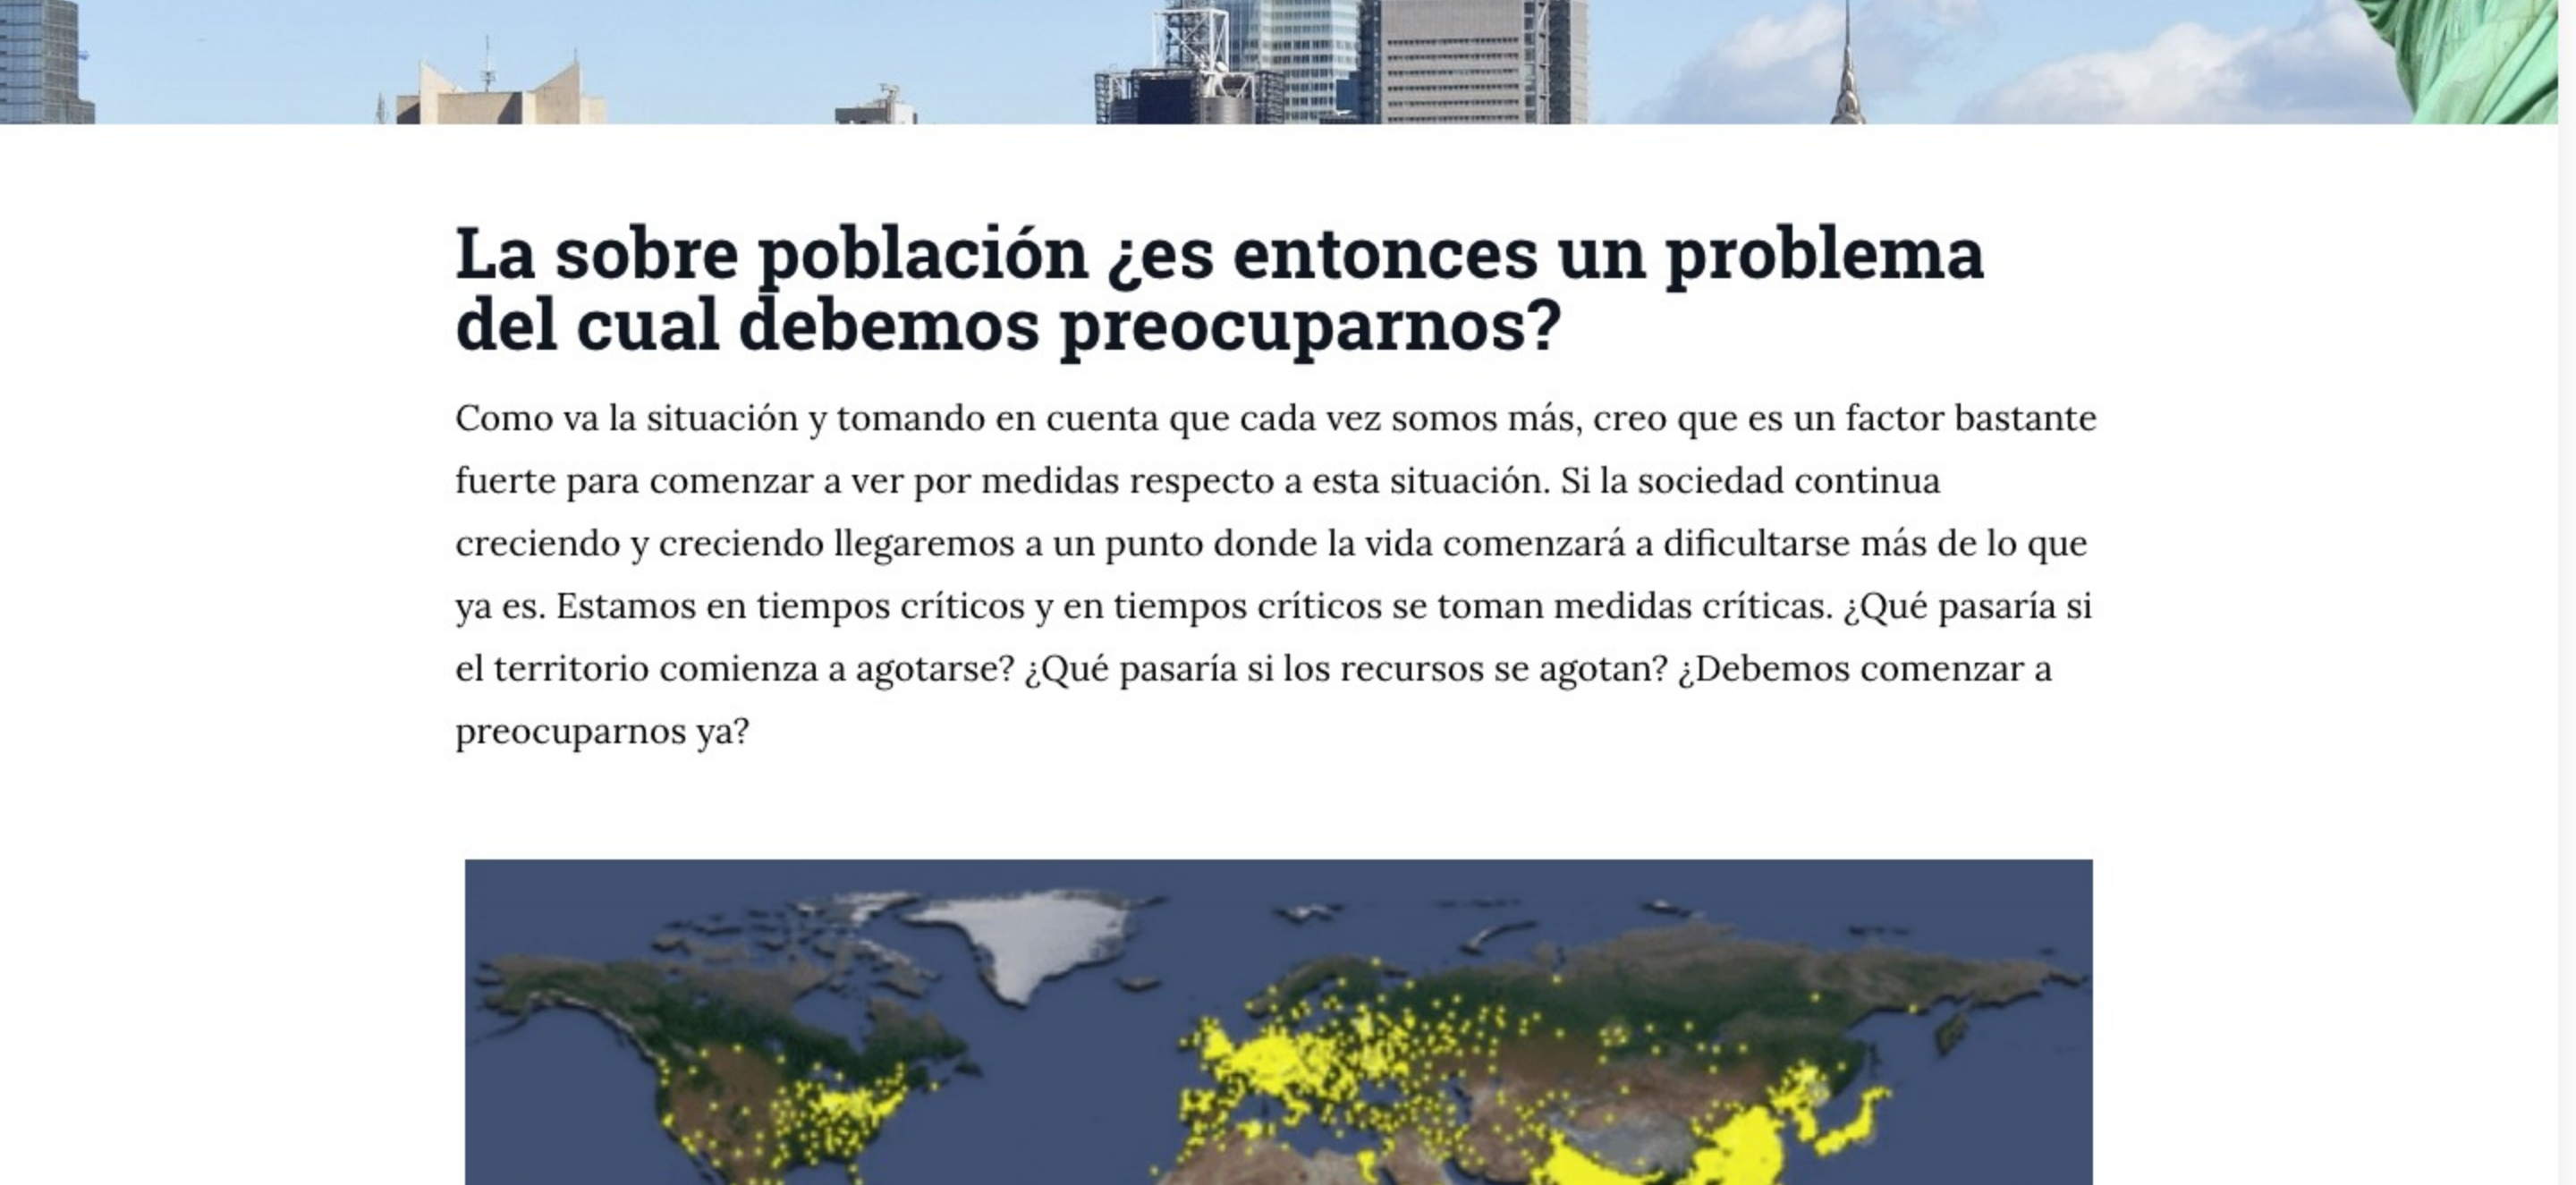 La sobre población ¿es entonces un problema
del cual debemos preocuparnos?
Como va la situación y tomando en cuenta que cada vez somos más, creo que es un factor bastante
fuerte para comenzar a ver por medidas respecto a esta situación. Si la sociedad continua
creciendo y creciendo llegaremos a un punto donde la vida comenzará a dificultarse más de lo que
ya es. Estamos en tiempos críticos y en tiempos críticos se toman medidas críticas. ¿Qué pasaría si
el territorio comienza a agotarse? ¿Qué pasaría si los recursos se agotan? ¿Debemos comenzar a
preocuparnos ya?